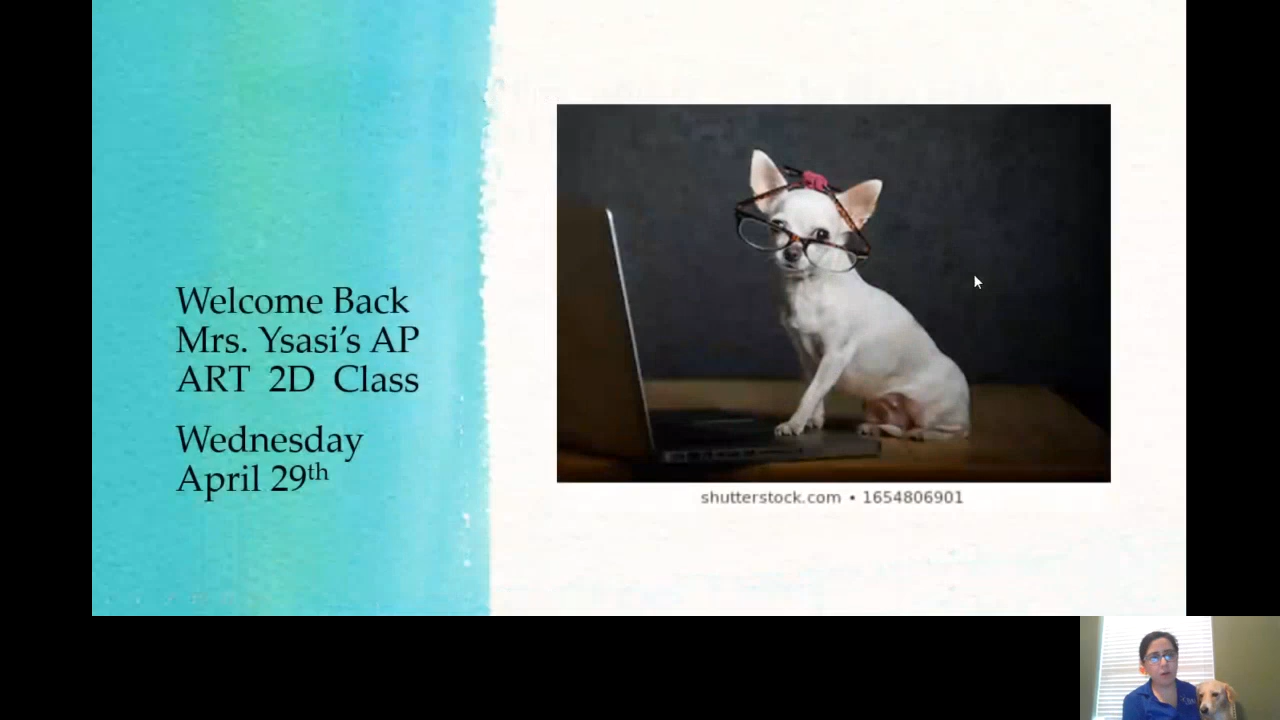 Welcome Back
Mrs. Ysasi’s AP
ART 2D Class
Wednesday
April 29th
shutterstock.com • 1654806901